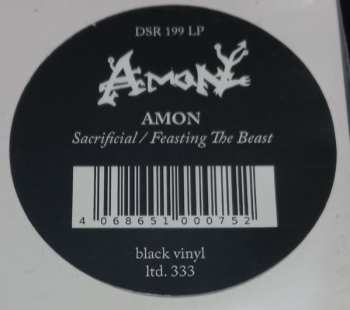 DSR 199 LP
AMON
AMON
Sacrificial / Feasting The Beast
4 068651 000752
black vinyl
ltd. 333